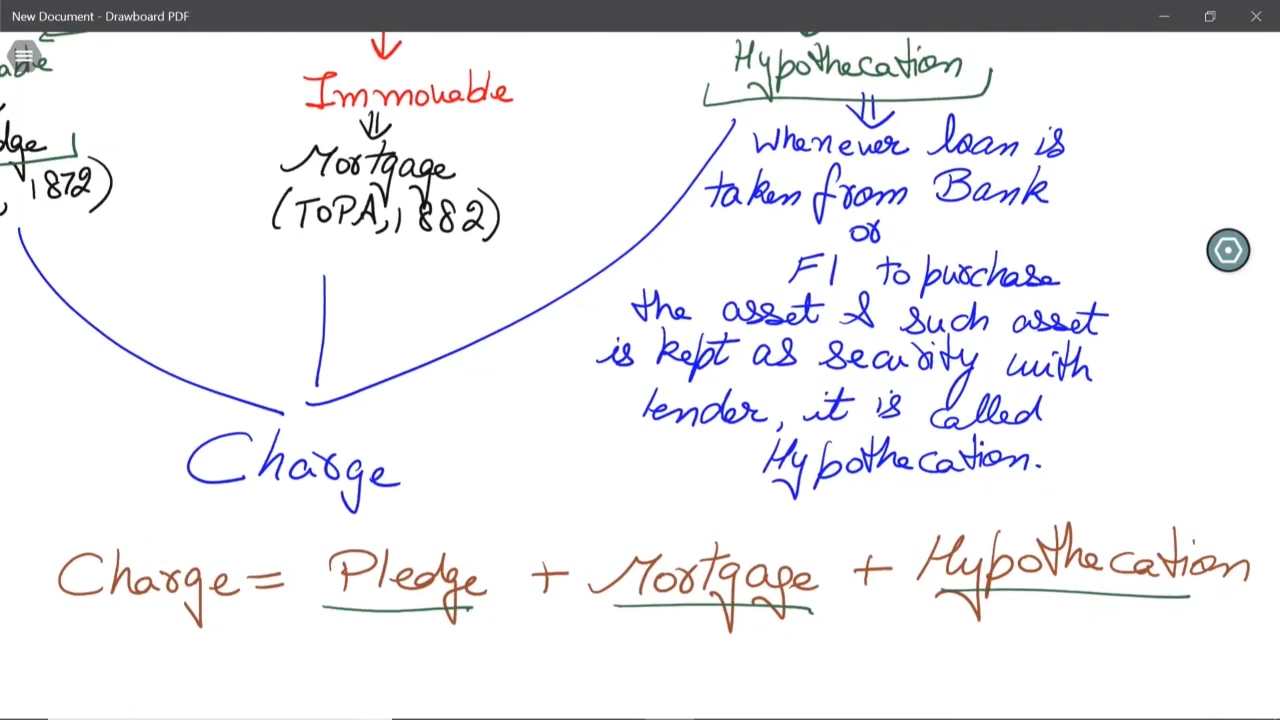 New Document - Drawboard PDF
able
Immovable
Hypothecation
dge
, 1872)
Mortgage
(TOPA, 1882)
Whenever loan is
taken from Bank
or
FI to purchase
the asset & such asset
is kept as security with
lender, it is called
Hypothecation.
Charge
Charge = Pledge + Mortgage + Hypothecation